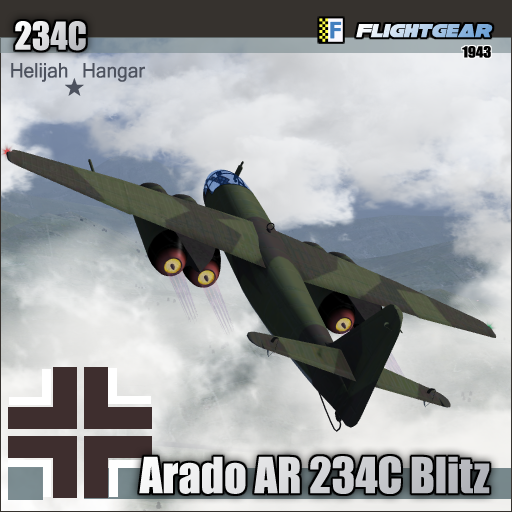 234C
FLIGHTGEAR
1943
Helijah Hangar
Arado AR 234C Blitz